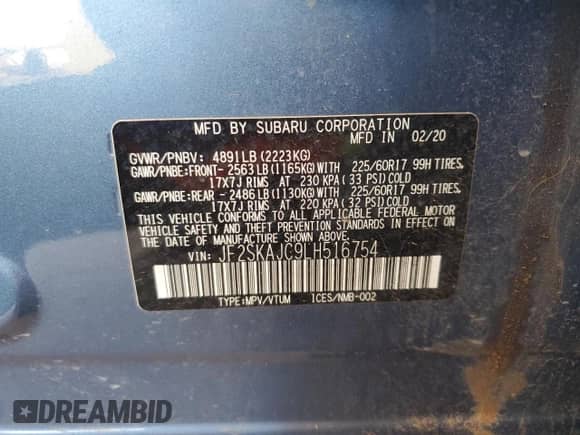 MFD BY SUBARU CORPORATION
MFD IN 02/20
GVWR/PNBV: 4891LB(2223KG)
GAWR/PNBE:FRONT- 2563LB(1165KG)WITH 225/60R17 99H TIRES,
17X7J RIMS AT 230 KPA( 33 PSI)COLD
GAWR/PNBE:REAR - 2486LB(1130KG)WITH 225/60R17 99H TIRES,
17X7J RIMS AT 220 KPA( 32 PSI)COLD
THIS VEHICLE CONFORMS TO ALL APPLICABLE FEDERAL MOTOR
VEHICLE SAFETY AND BUMPER STANDARDS IN EFFECT ON
THE DATE OF MANUFACTURE SHOWN ABOVE.
VIN: JF2SKAJC9LH516754
TYPE:MPV/VTUM ICES/NMB-002
DREAMBID